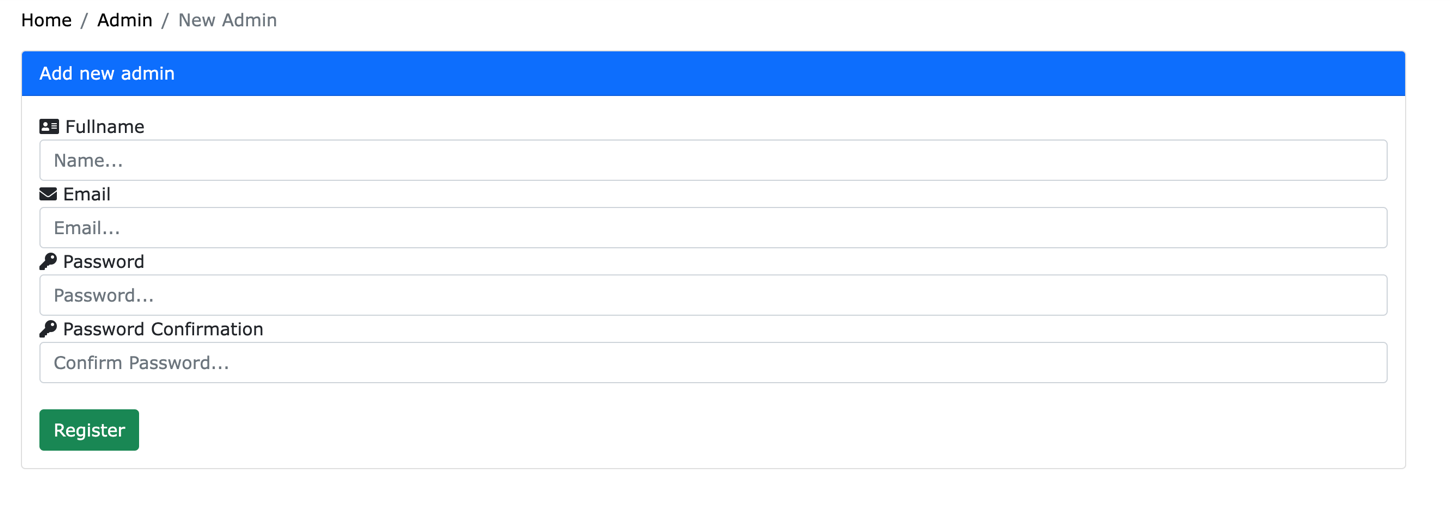 Home / Admin / New Admin
Add new admin
Fullname
Name...
Email
Email...
Password
Password...
Password Confirmation
Confirm Password...
Register